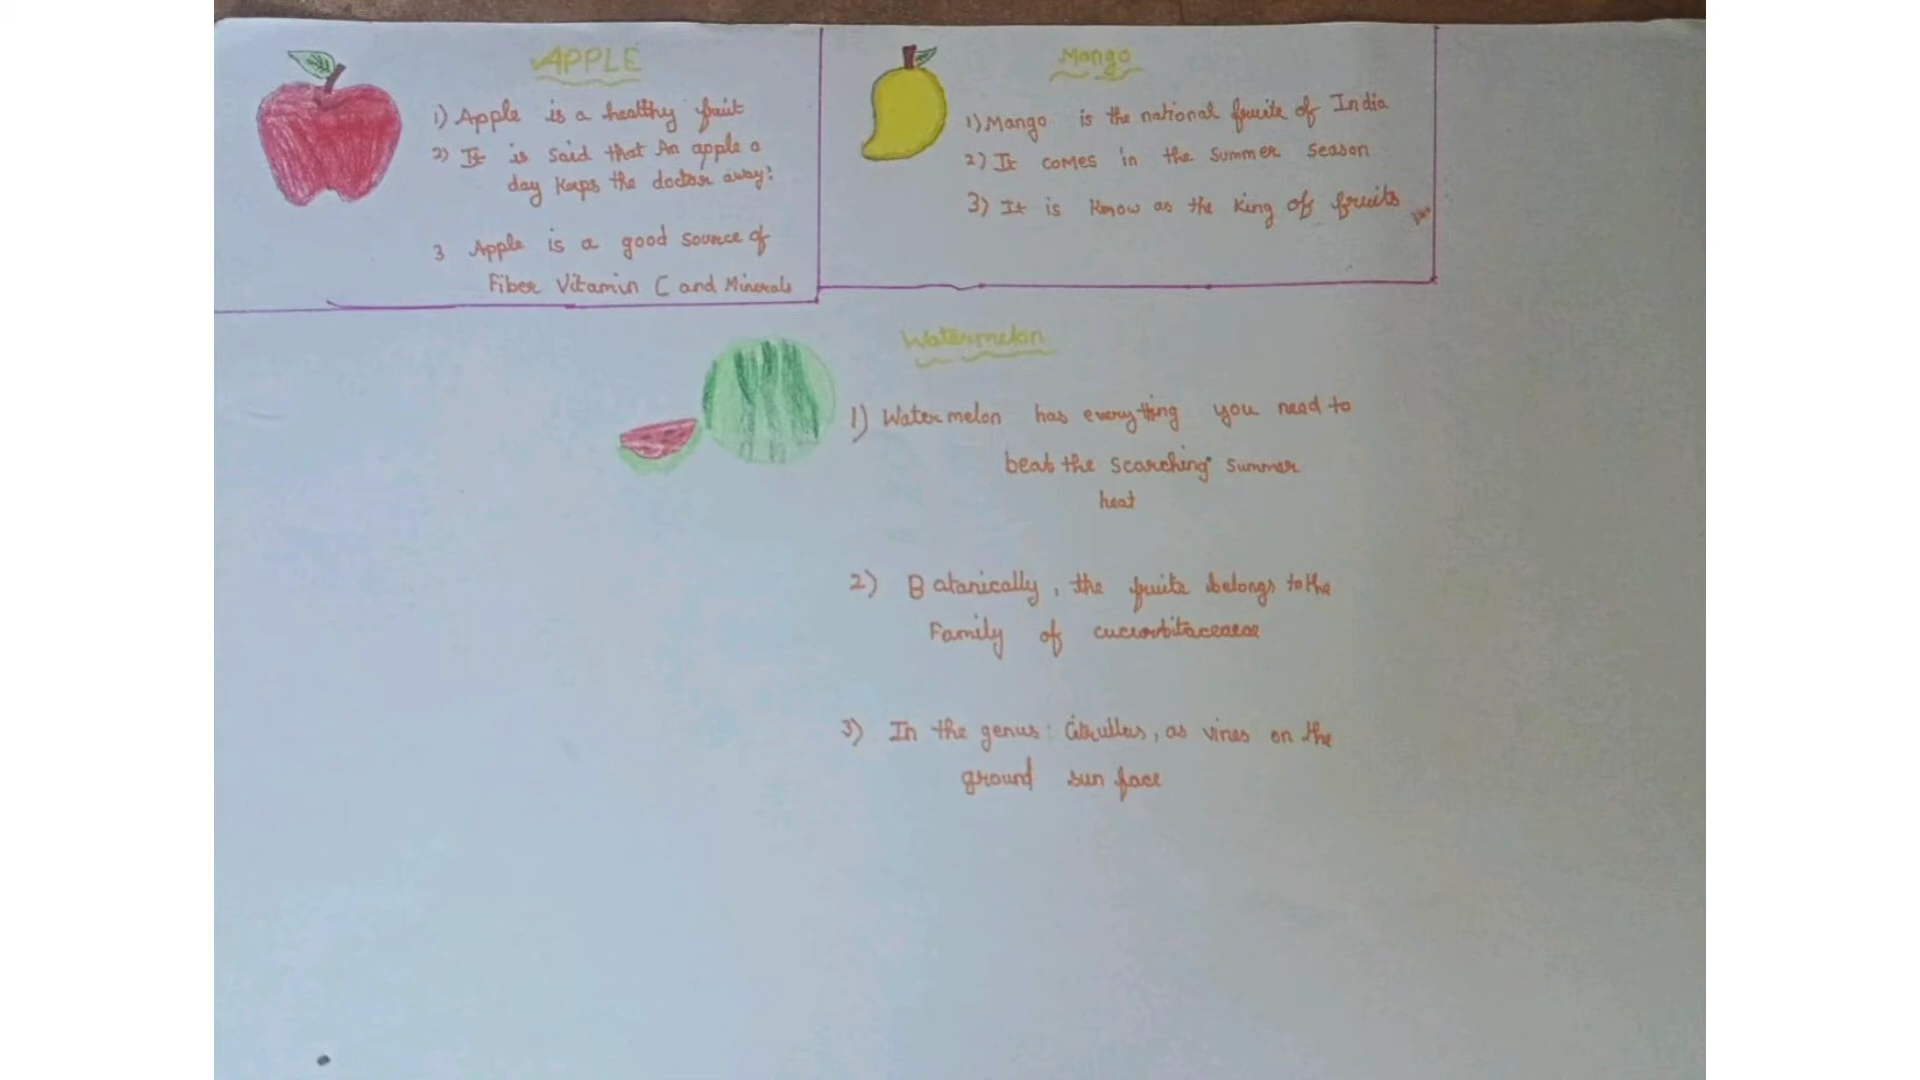 APPLE
1) Apple is a healthy fruit
2) It is said that An apple a
day keeps the doctor away!
3 Apple is a good source of
Fiber Vitamin C and Minerals
Mango
1) Mango is the national fruite of India
2) It comes in the summer season
3) It is know as the king of fruits
Watermelon
1) Watermelon has everything you need to
beat the scarching summer
heat
2) Batanically, the fruite belongs to the
Family of
3) In the genus: Citrullus, as vines on the
ground sun face